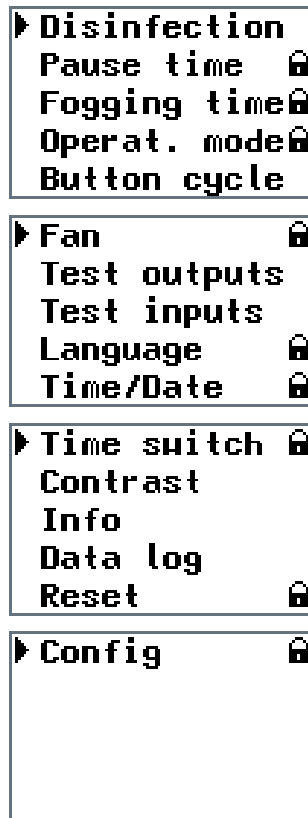 Disinfection
Pause time
Fogging time
Operat. mode
Button cycle
Fan
Test outputs
Test inputs
Language
Time/Date
Time switch
Contrast
Info
Data log
Reset
Config